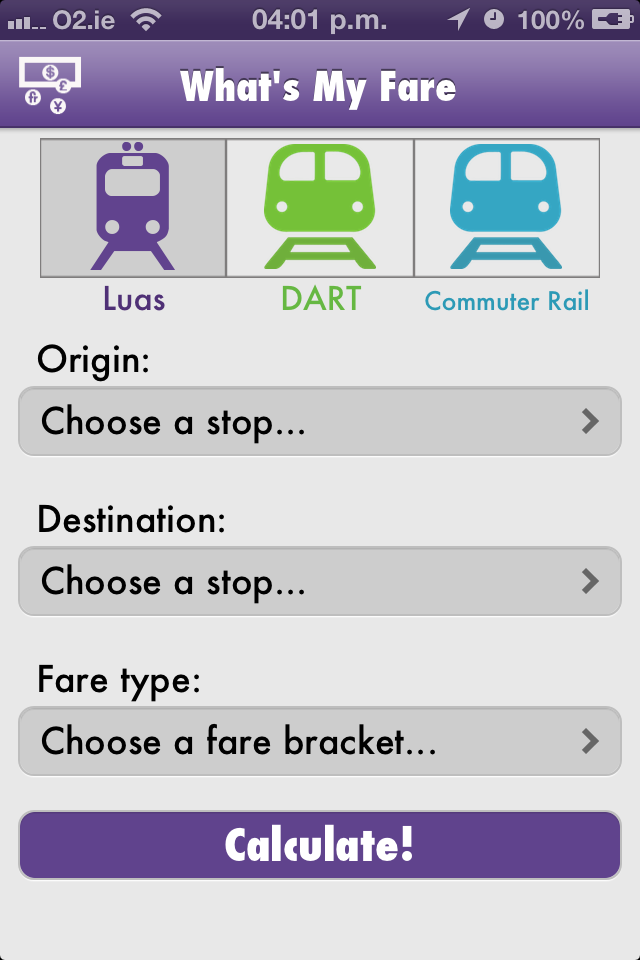 O2.ie 04:01 p.m. 100%
What's My Fare
Luas DART Commuter Rail
Origin:
Choose a stop...
Destination:
Choose a stop...
Fare type:
Choose a fare bracket...
Calculate!